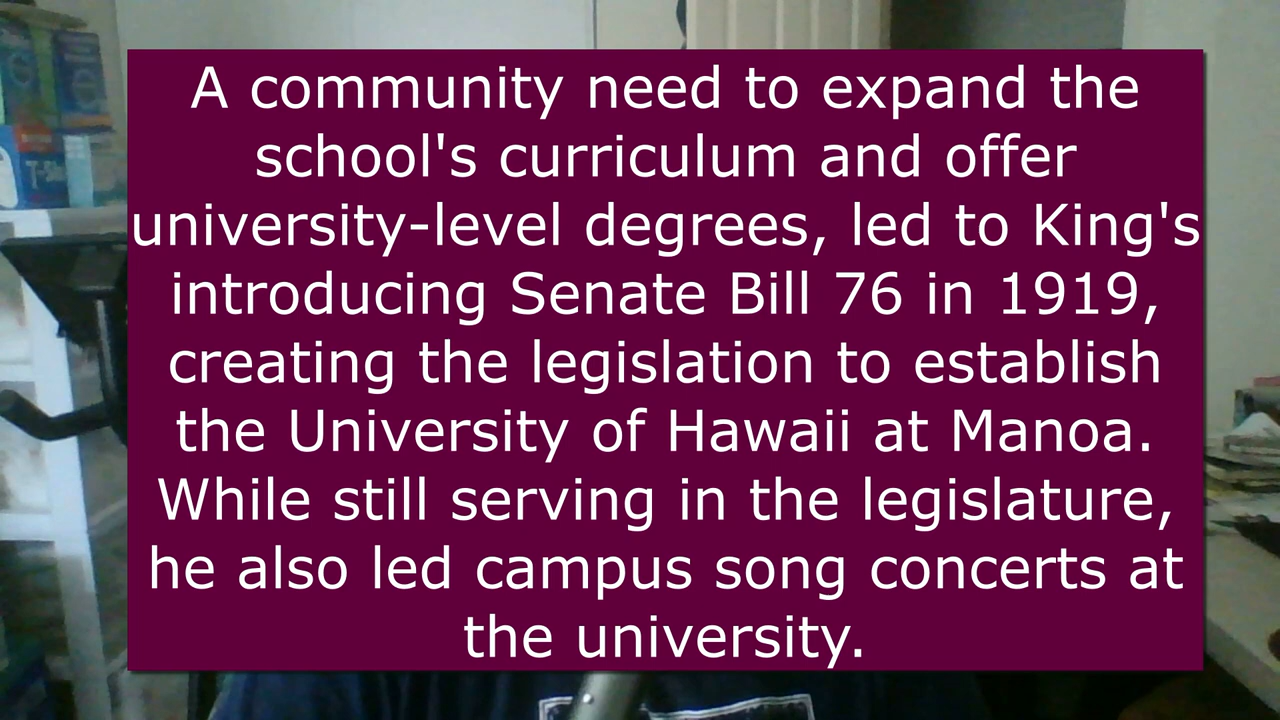 A community need to expand the
school's curriculum and offer
university-level degrees, led to King's
introducing Senate Bill 76 in 1919,
creating the legislation to establish
the University of Hawaii at Manoa.
While still serving in the legislature,
he also led campus song concerts at
the university.